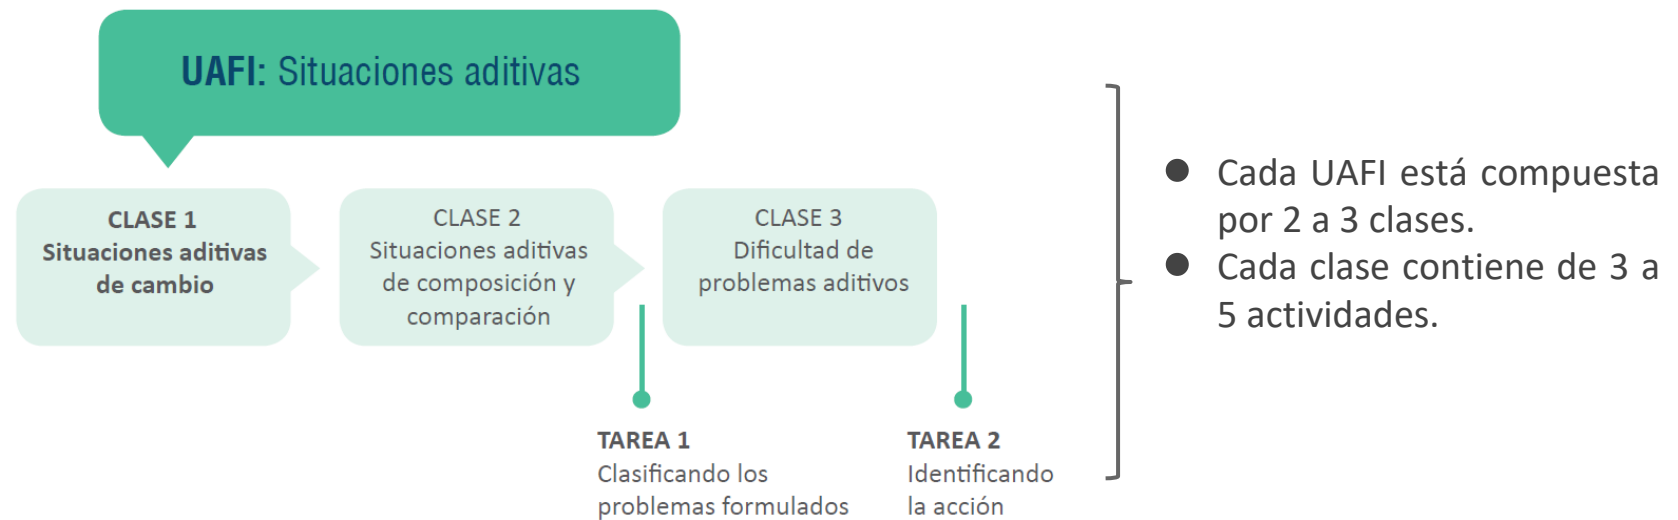 UAFI: Situaciones aditivas
CLASE 1
Situaciones aditivas
de cambio
CLASE 2
Situaciones aditivas
de composición y
comparación
CLASE 3
Dificultad de
problemas aditivos
TAREA 1
Clasificando los
problemas formulados
TAREA 2
Identificando
la acción
● Cada UAFI está compuesta
por 2 a 3 clases.
● Cada clase contiene de 3 a
5 actividades.